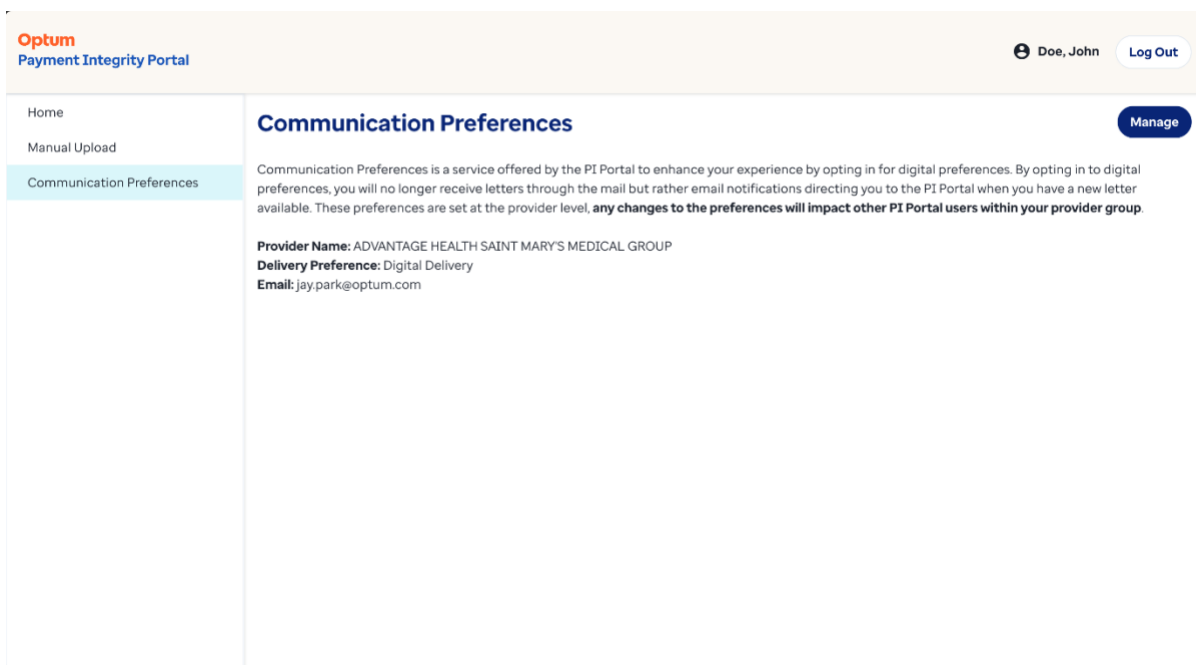 Optum
Payment Integrity Portal
Doe, John
Log Out
Home
Manual Upload
Communication Preferences
Communication Preferences
Manage
Communication Preferences is a service offered by the PI Portal to enhance your experience by opting in for digital preferences. By opting in to digital
preferences, you will no longer receive letters through the mail but rather email notifications directing you to the PI Portal when you have a new letter
available. These preferences are set at the provider level, any changes to the preferences will impact other PI Portal users within your provider group.
Provider Name: ADVANTAGE HEALTH SAINT MARY'S MEDICAL GROUP
Delivery Preference: Digital Delivery
Email: jay.park@optum.com